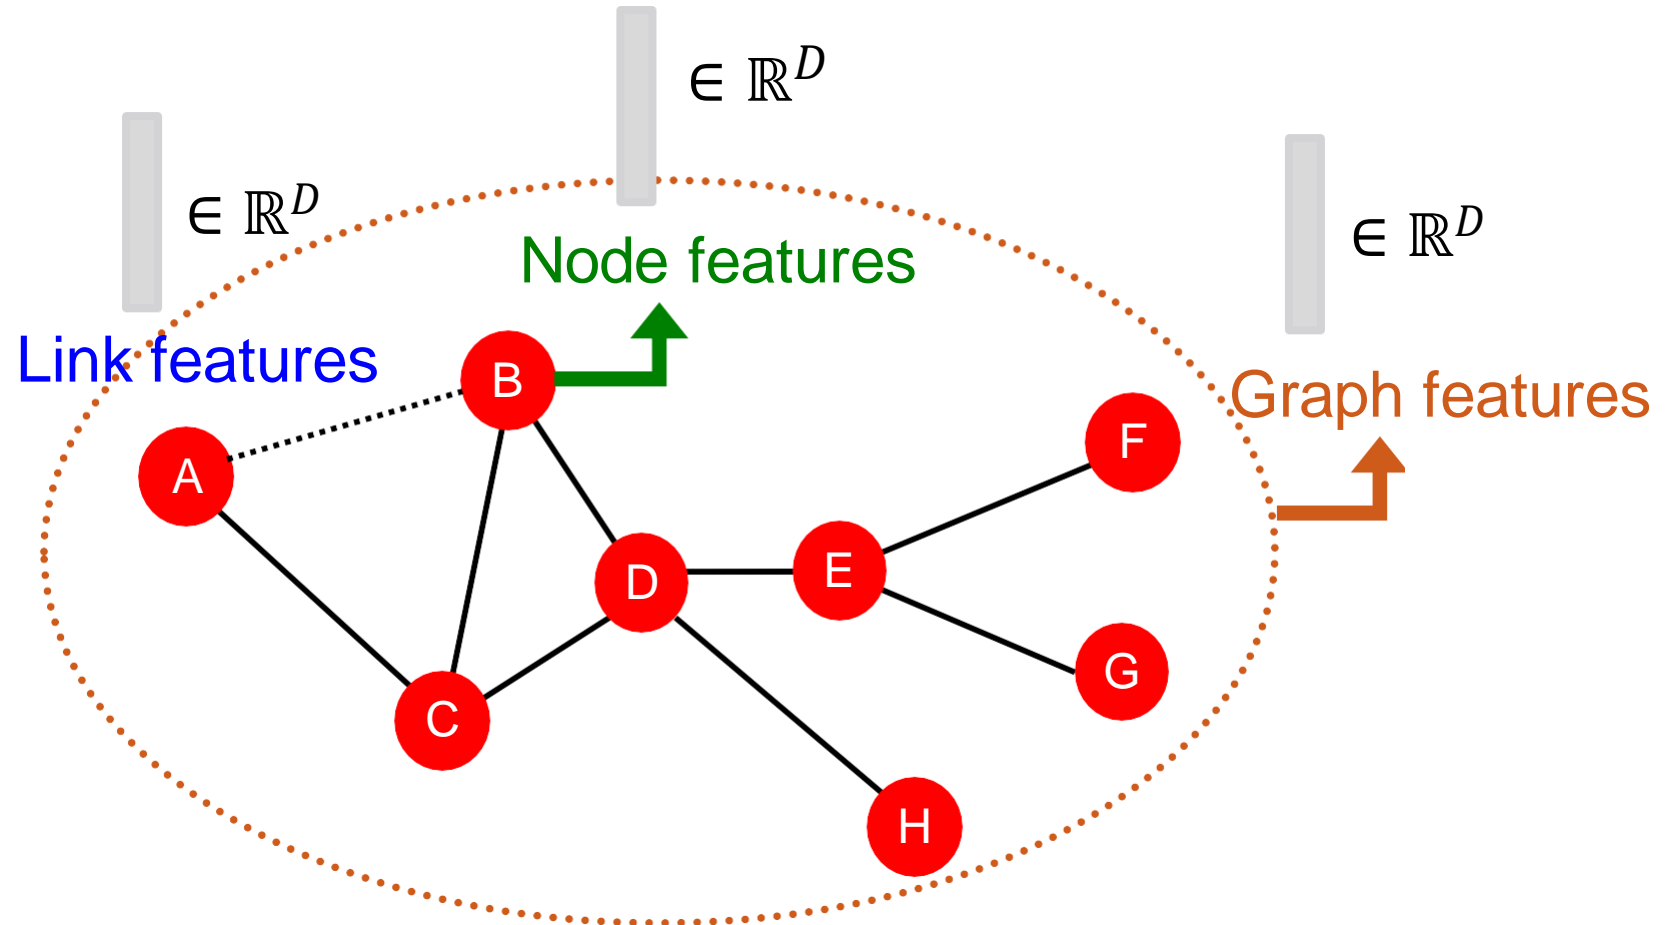 ∈ ℝ^D
∈ ℝ^D
∈ ℝ^D
Node features
Link features
Graph features
B
F
A
E
D
G
C
H